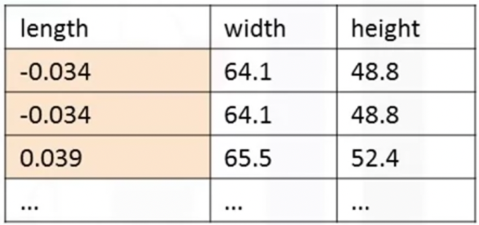 length width height
-0.034 64.1 48.8
-0.034 64.1 48.8
0.039 65.5 52.4
... ... ...